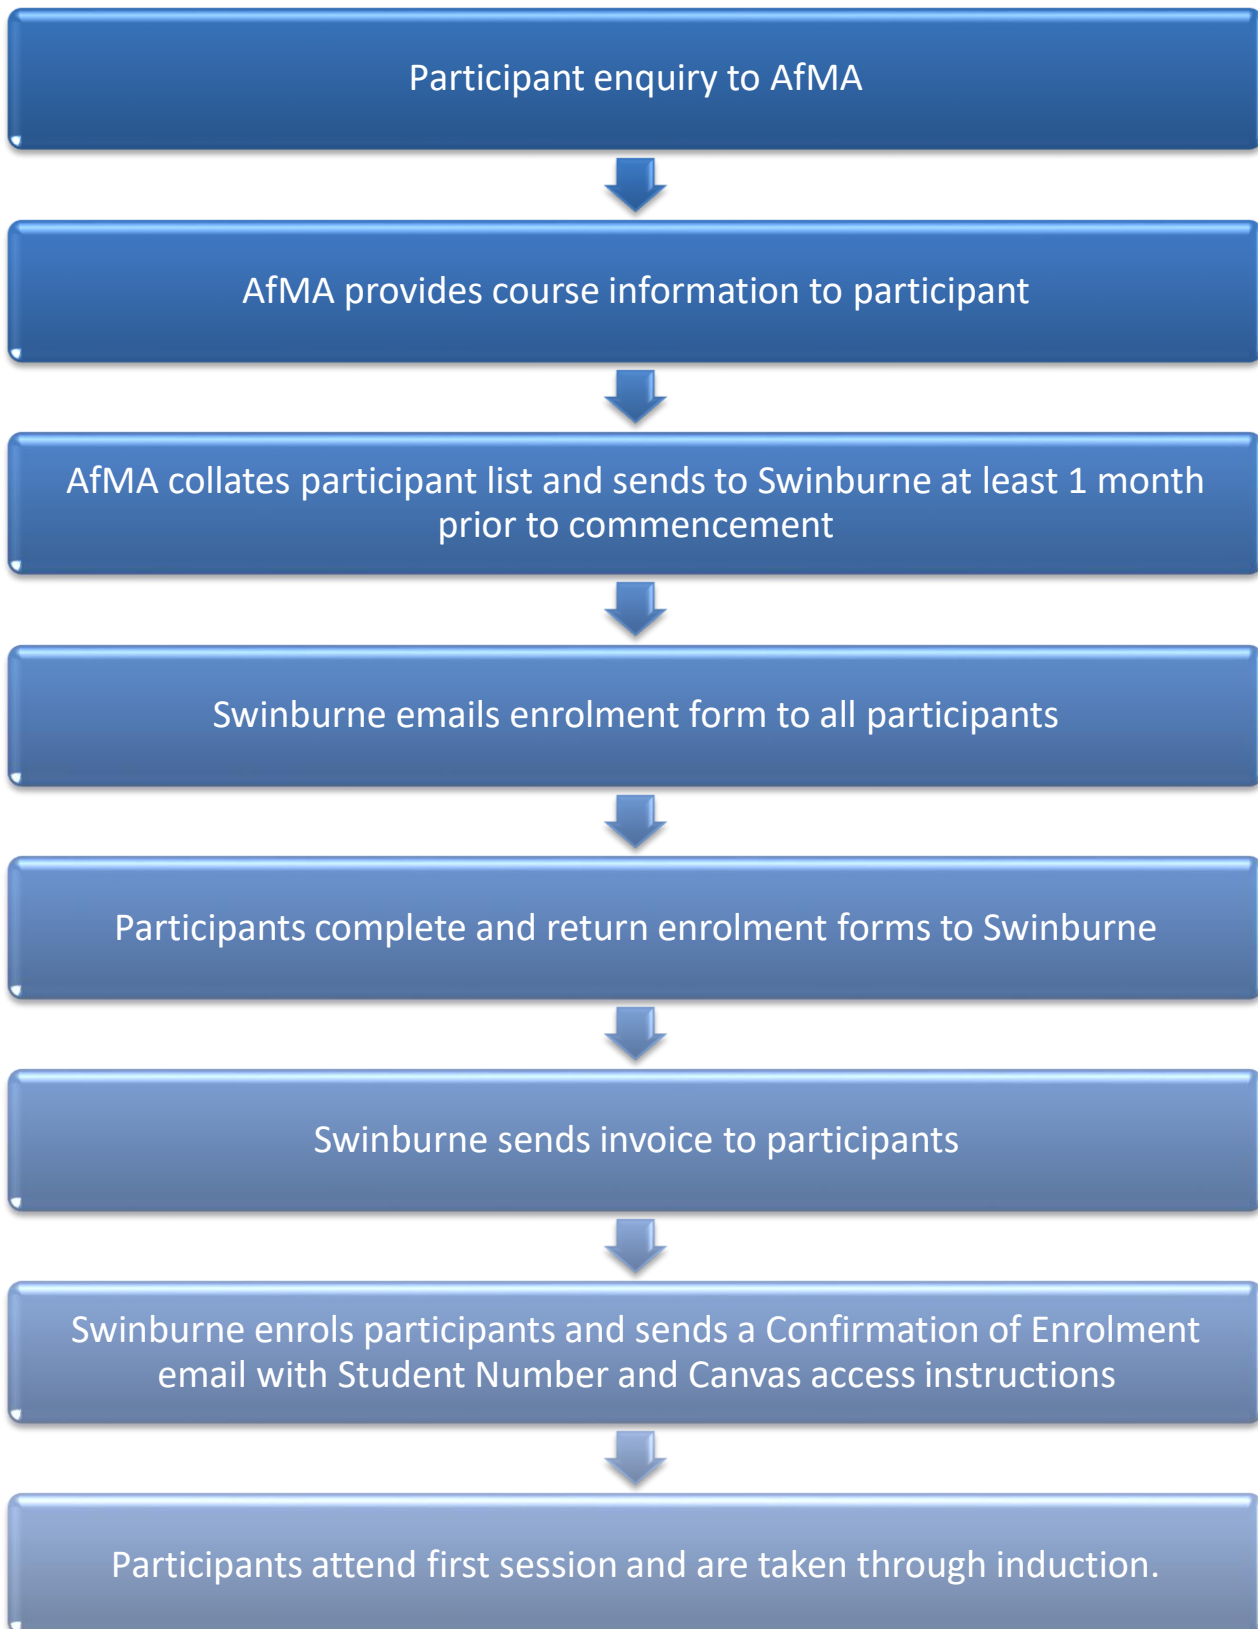 Participant enquiry to AfMA
AfMA provides course information to participant
AfMA collates participant list and sends to Swinburne at least 1 month
prior to commencement
Swinburne emails enrolment form to all participants
Participants complete and return enrolment forms to Swinburne
Swinburne sends invoice to participants
Swinburne enrols participants and sends a Confirmation of Enrolment
email with Student Number and Canvas access instructions
Participants attend first session and are taken through induction.